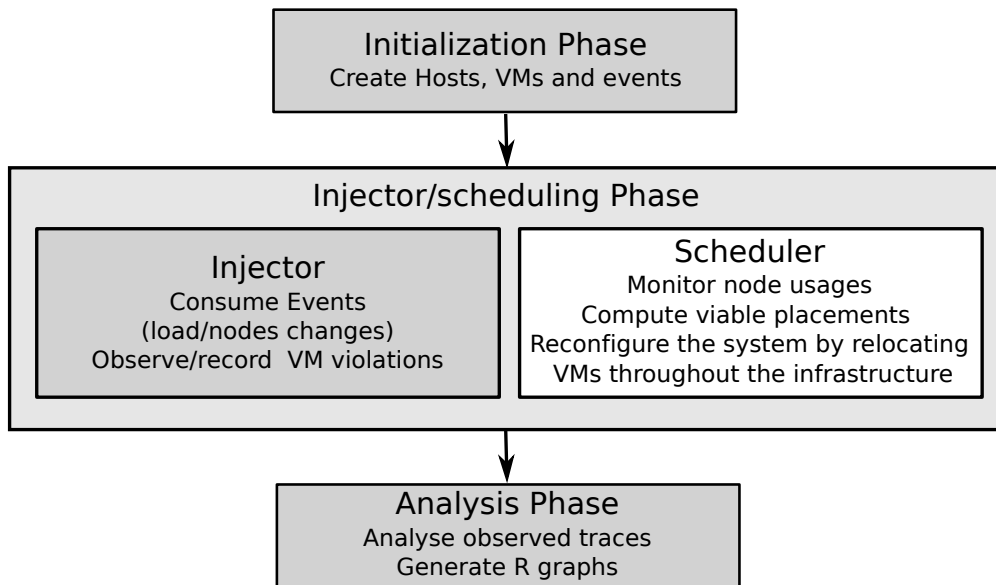 Initialization Phase
Create Hosts, VMs and events
Injector/scheduling Phase
Injector
Consume Events
(load/nodes changes)
Observe/record VM violations
Scheduler
Monitor node usages
Compute viable placements
Reconfigure the system by relocating
VMs throughout the infrastructure
Analysis Phase
Analyse observed traces
Generate R graphs